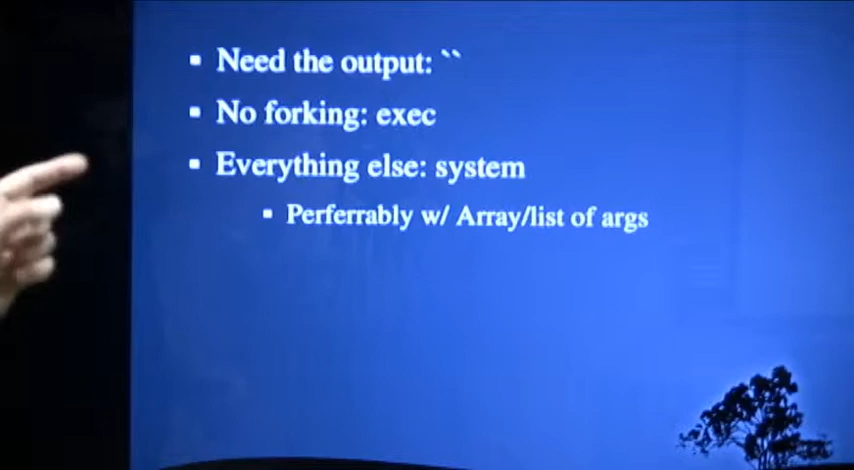 Need the output: ``
No forking: exec
Everything else: system
Perferrably w/ Array/list of args